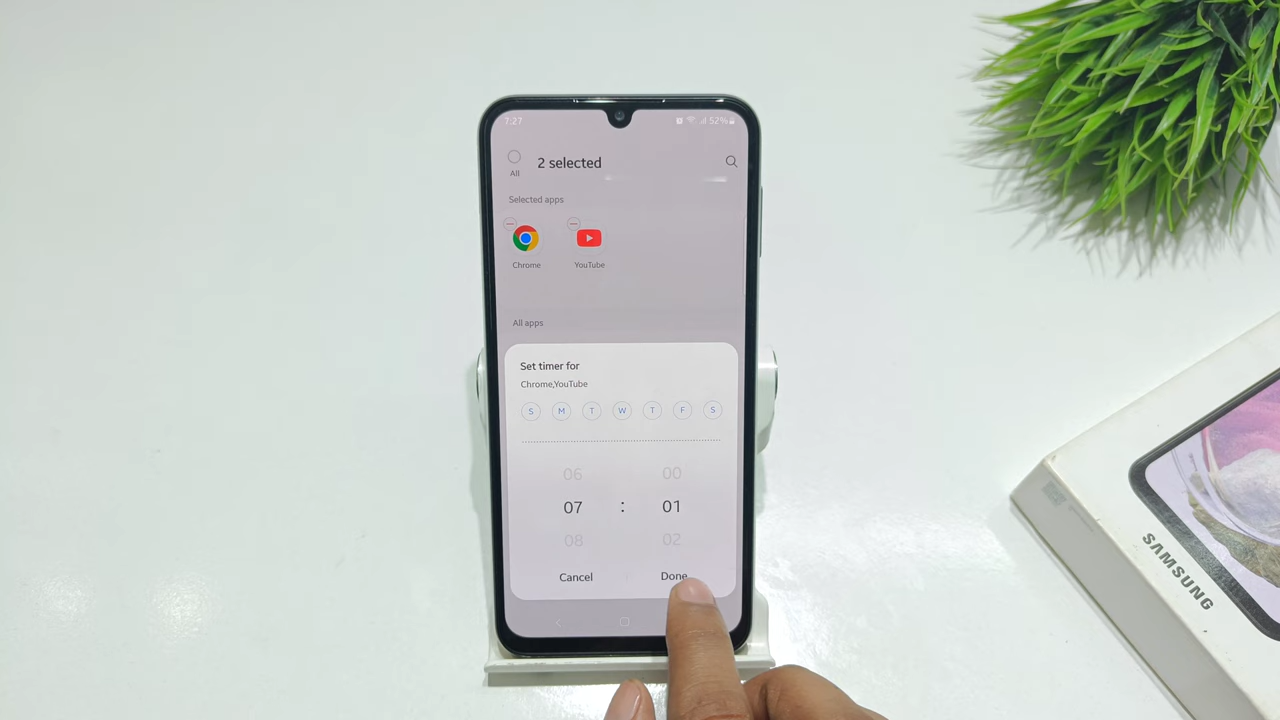 7:27 52%
All 2 selected
Selected apps
Chrome YouTube
All apps
Set timer for
Chrome,YouTube
S M T W T F S
06 00
07 : 01
08 02
Cancel Done
SAMSUNG